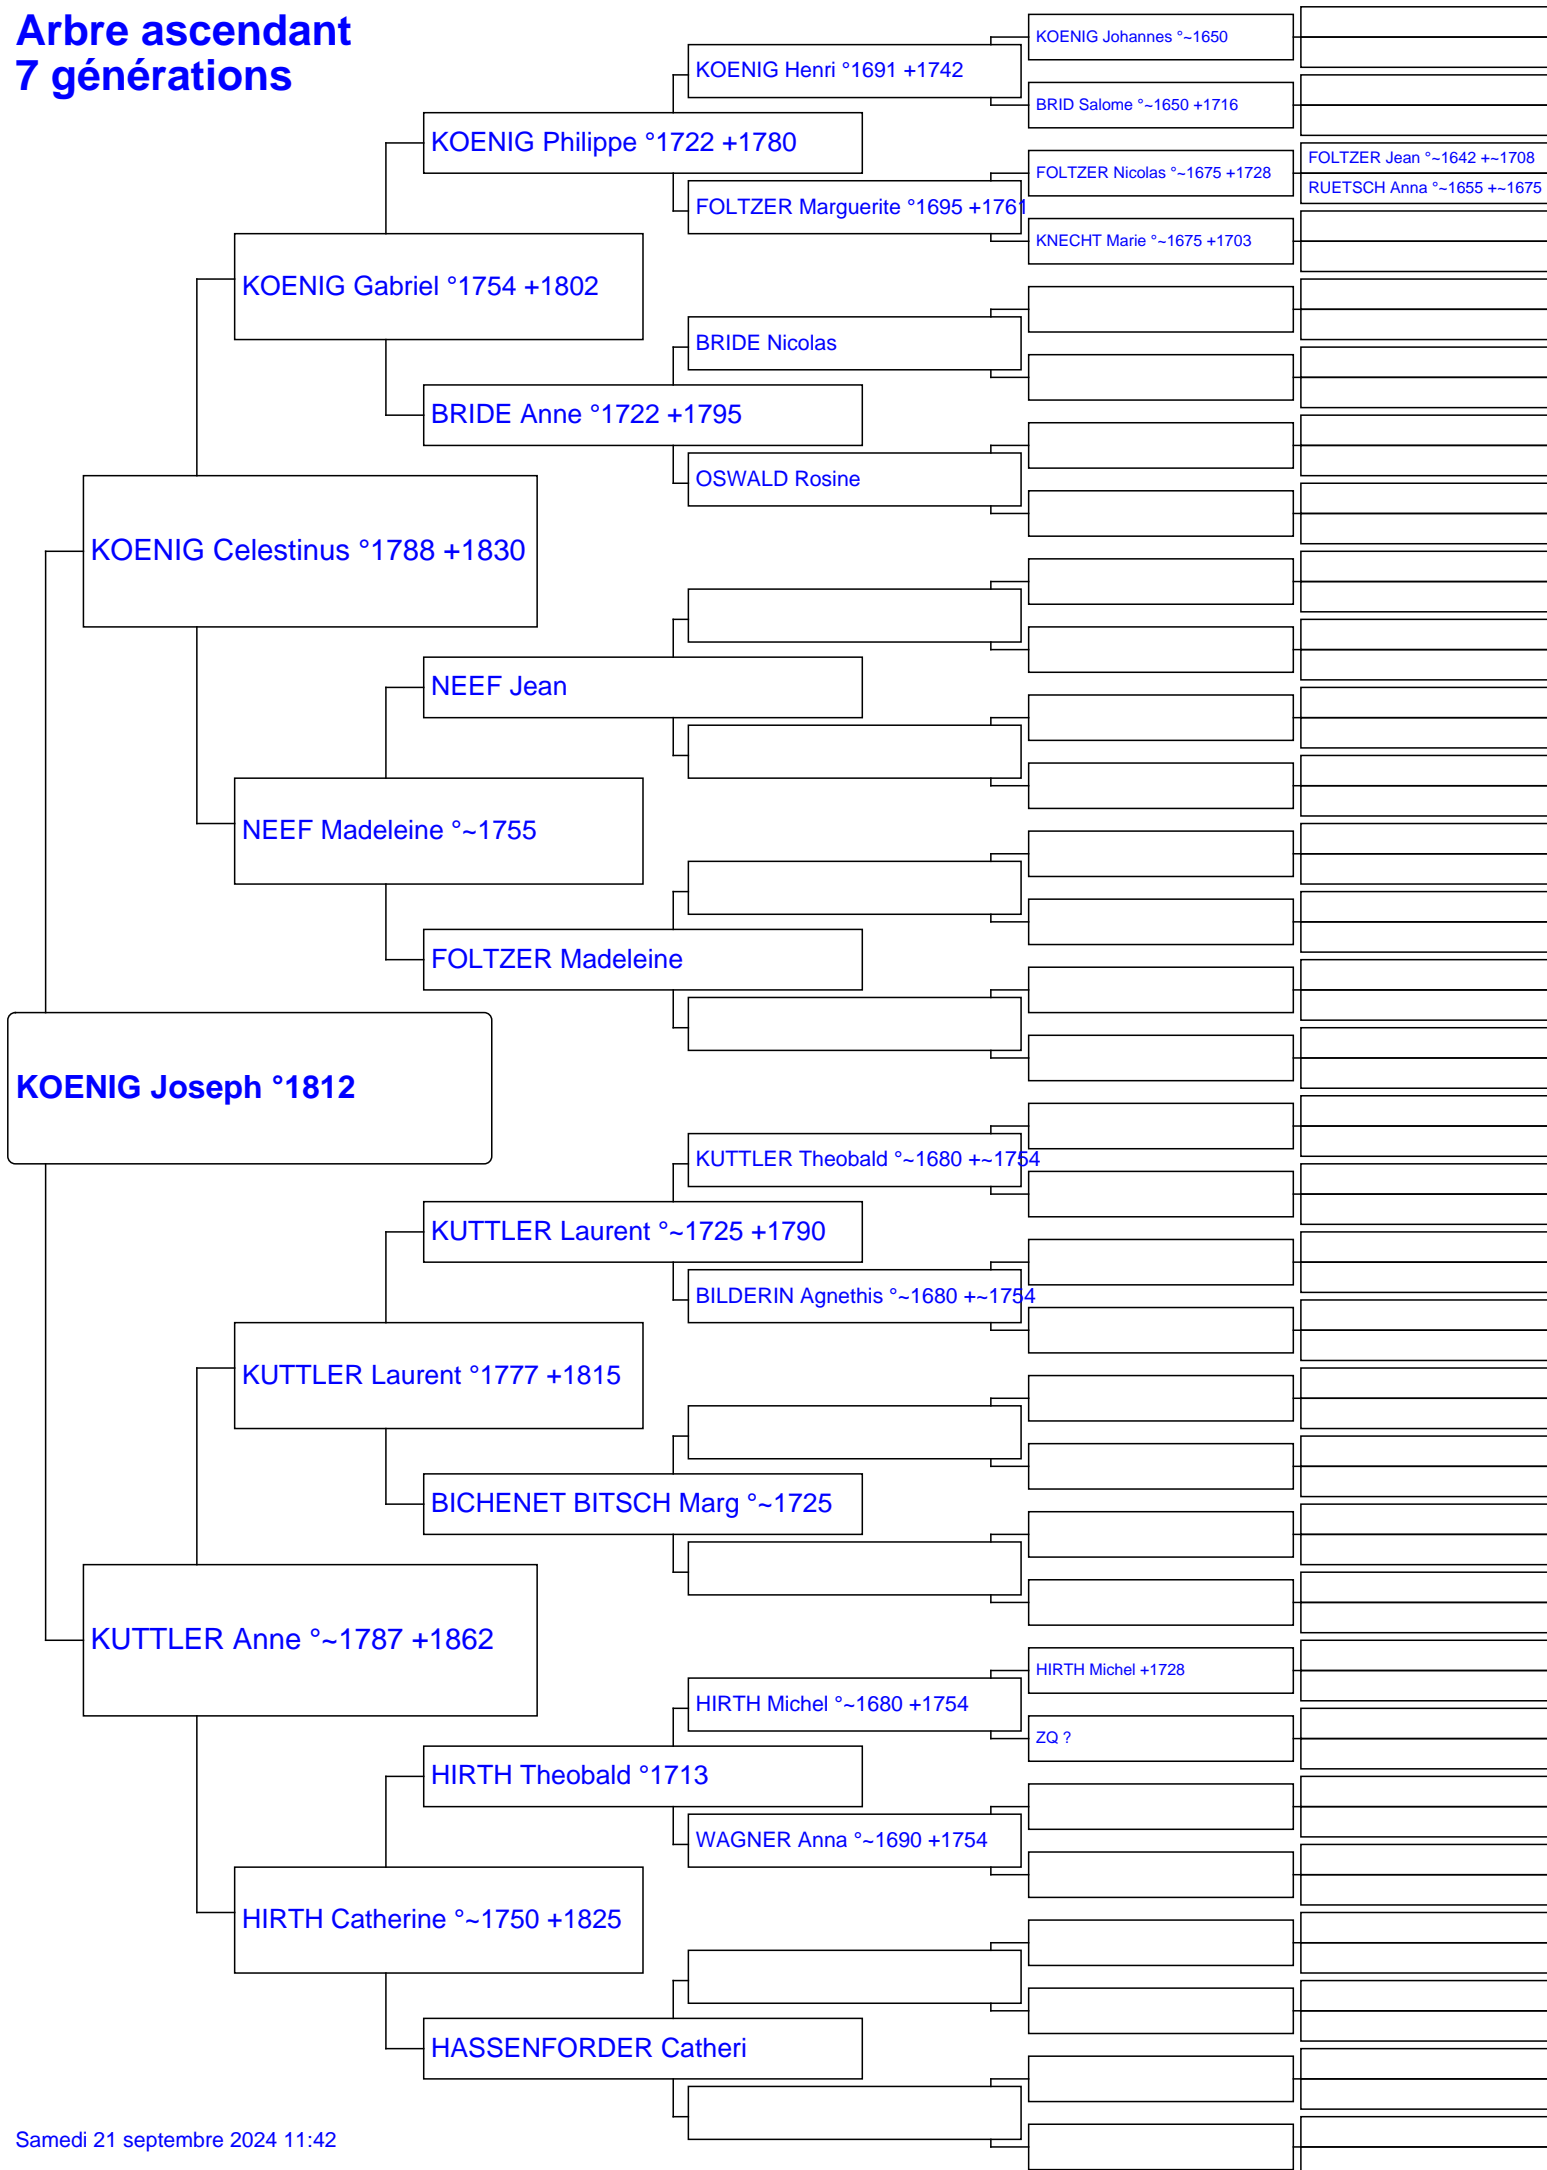 Arbre ascendant
7 générations
KOENIG Johannes °~1650
KOENIG Henri °1691 +1742
BRID Salome °~1650 +1716
KOENIG Philippe °1722 +1780
FOLTZER Jean °~1642 +~1708
FOLTZER Nicolas °~1675 +1728
RUETSCH Anna °~1655 +~1675
FOLTZER Marguerite °1695 +1761
KNECHT Marie °~1675 +1703
KOENIG Gabriel °1754 +1802
BRIDE Nicolas
BRIDE Anne °1722 +1795
OSWALD Rosine
KOENIG Celestinus °1788 +1830
NEEF Jean
NEEF Madeleine °~1755
FOLTZER Madeleine
KOENIG Joseph °1812
KUTTLER Theobald °~1680 +~1754
KUTTLER Laurent °~1725 +1790
BILDERIN Agnethis °~1680 +~1754
KUTTLER Laurent °1777 +1815
BICHENET BITSCH Marg °~1725
KUTTLER Anne °~1787 +1862
HIRTH Michel +1728
HIRTH Michel °~1680 +1754
ZQ ?
HIRTH Theobald °1713
WAGNER Anna °~1690 +1754
HIRTH Catherine °~1750 +1825
HASSENFORDER Catheri
Samedi 21 septembre 2024 11:42